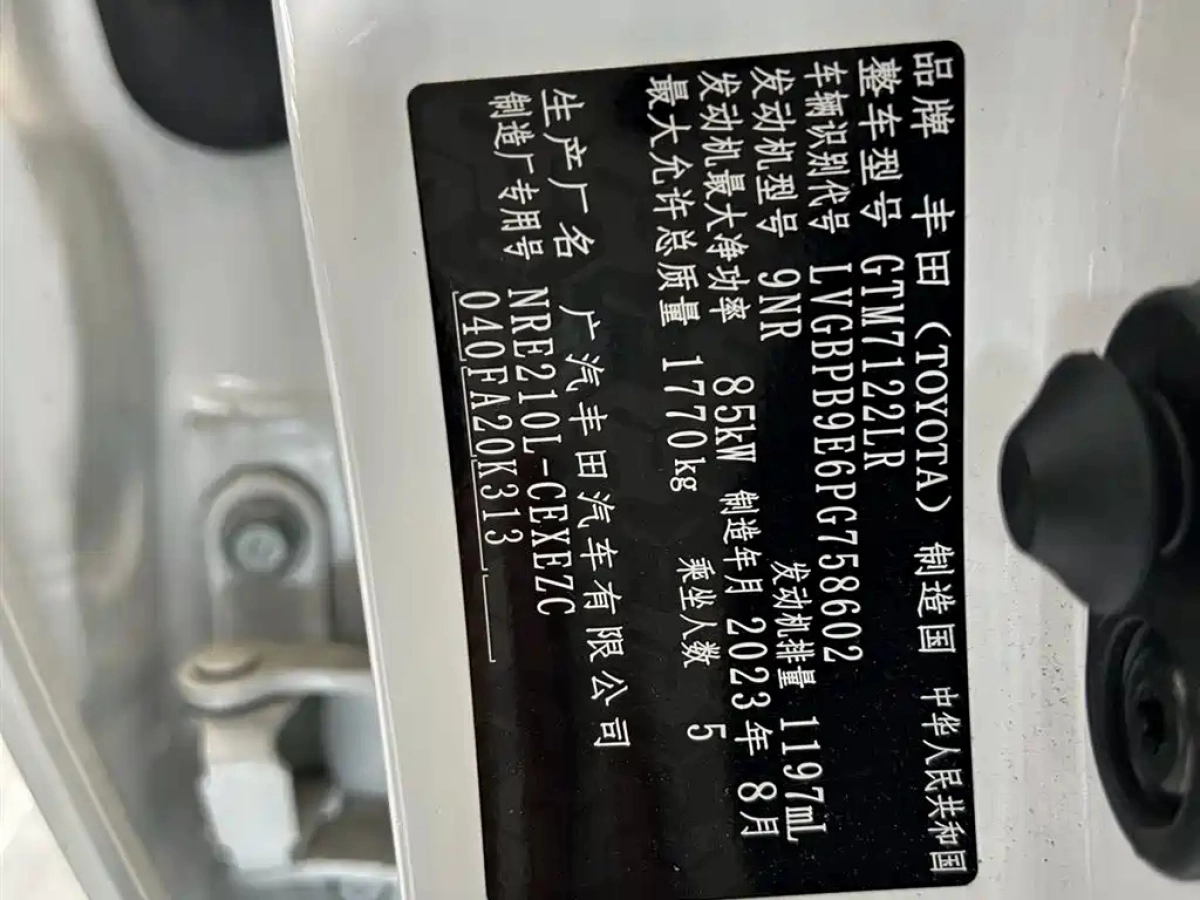 品牌 丰田（TOYOTA） 制造国 中华人民共和国
整车型号 GTM7122LR
车辆识别代号 LVGBPB9E6PG758602
发动机型号 9NR 发动机排量 1197mL
发动机最大净功率 85kW 制造年月 2023年8月
最大允许总质量 1770kg 乘坐人数 5
生产厂名 广汽丰田汽车有限公司
制造厂专用号 NRE210L-CEXEZC
040FA20K313